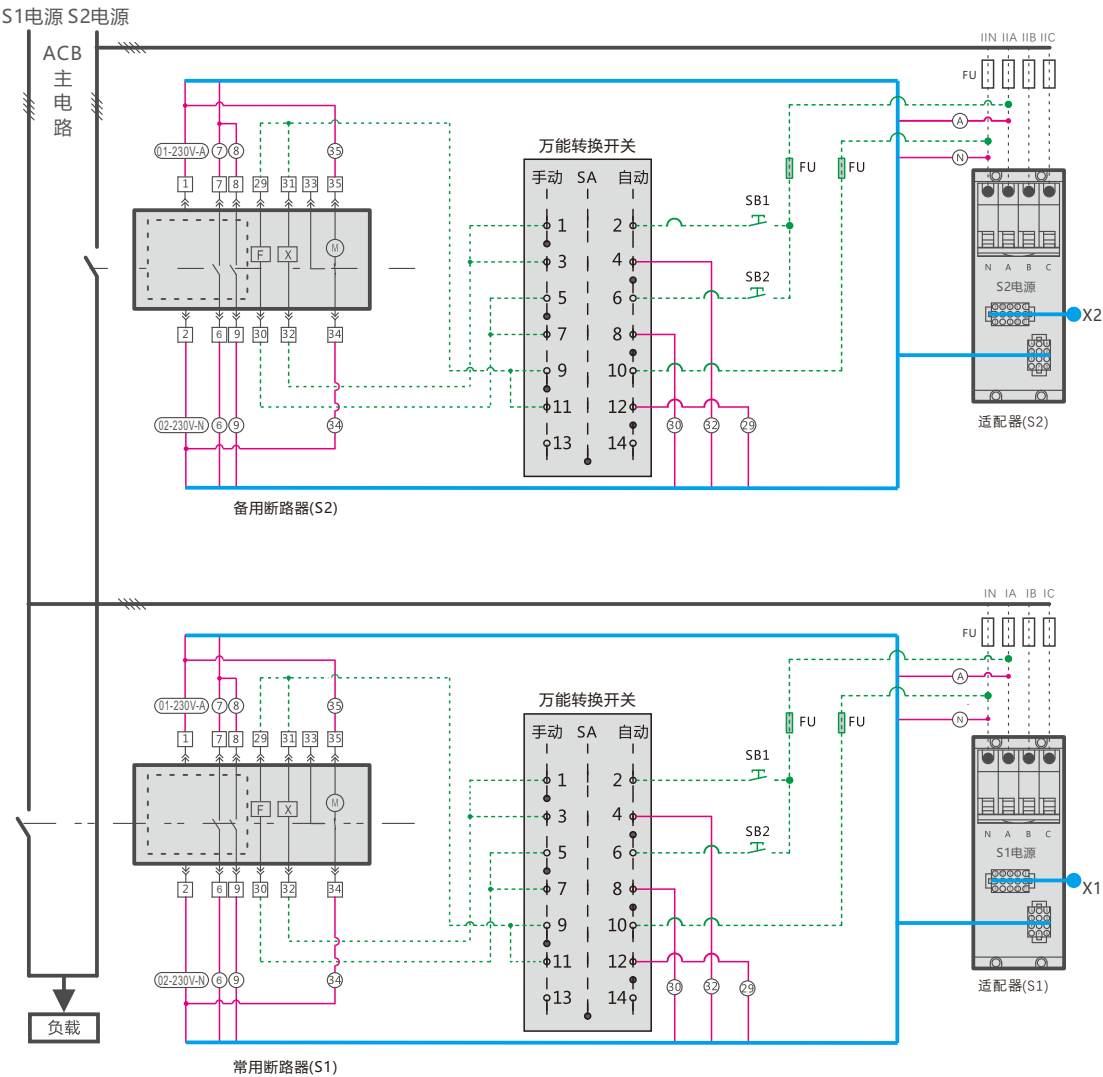 S1电源 S2电源
ACB
主
电
路
IIN IIA IIB IIC
FU
A
N
01-230V-A 7 8 35
1 7 8 29 31 33 35
F X M
2 6 9 30 32 34
02-230V-N 6 9 34
备用断路器(S2)
万能转换开关
手动 SA 自动
1 2
3 4
5 6
7 8
9 10
11 12
13 14
SB1
SB2
FU FU
30 32 29
N A B C
S2电源
X2
适配器(S2)
IN IA IB IC
FU
A
N
01-230V-A 7 8 35
1 7 8 29 31 33 35
F X M
2 6 9 30 32 34
02-230V-N 6 9 34
常用断路器(S1)
万能转换开关
手动 SA 自动
1 2
3 4
5 6
7 8
9 10
11 12
13 14
SB1
SB2
FU FU
30 32 29
N A B C
S1电源
X1
适配器(S1)
负载